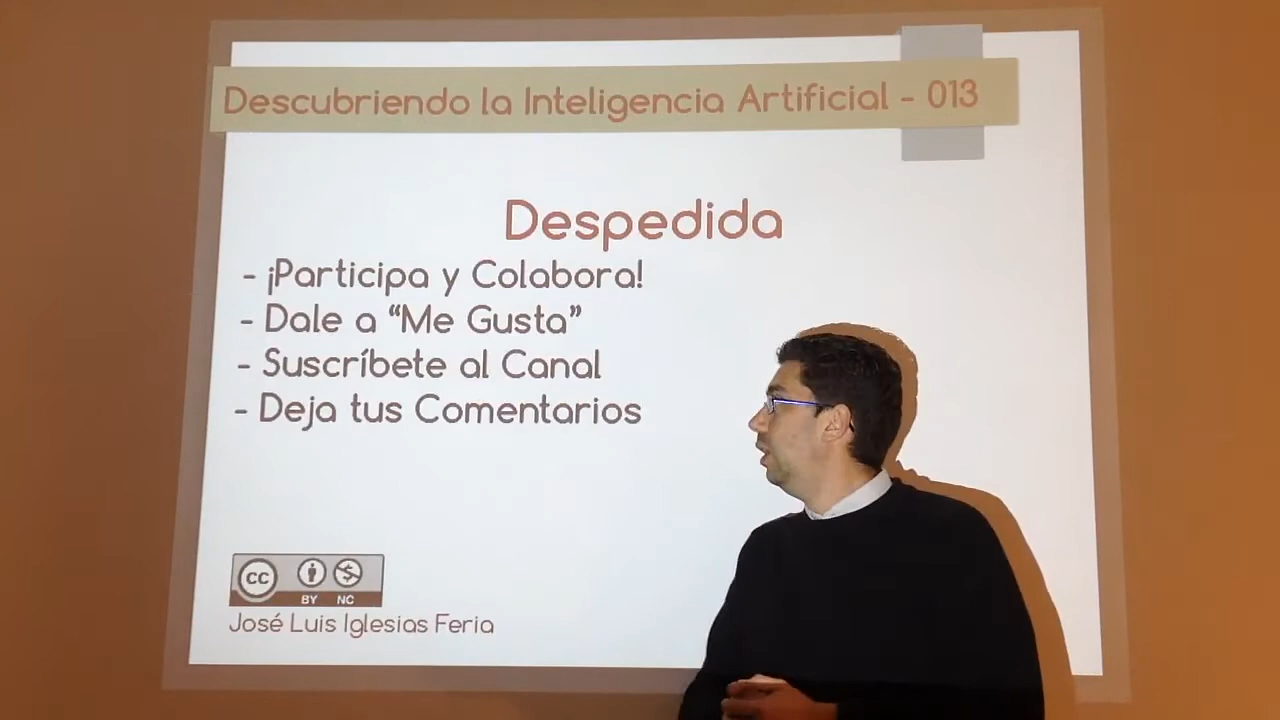 Descubriendo la Inteligencia Artificial - 013
Despedida
- ¡Participa y Colabora!
- Dale a “Me Gusta”
- Suscríbete al Canal
- Deja tus Comentarios
CC BY NC
José Luis Iglesias Feria